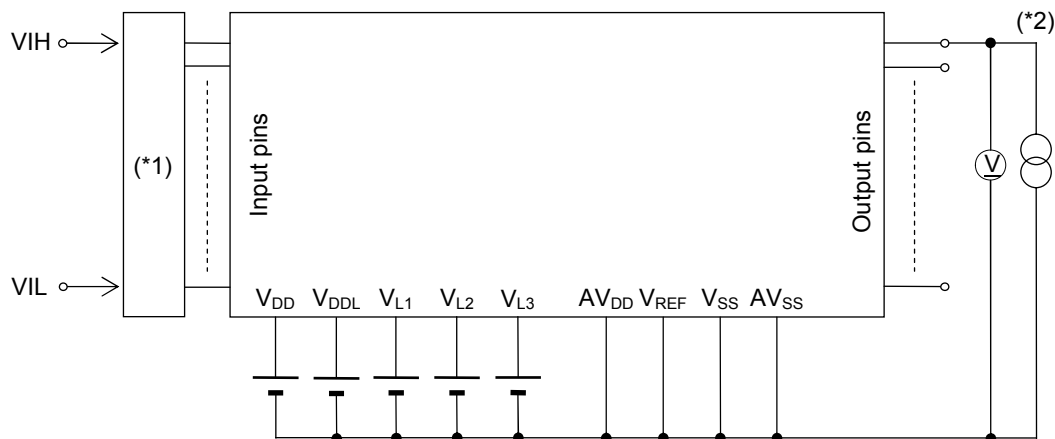 VIH
(*2)
(*1)
Input pins
Output pins
V
VIL
VDD VDDL VL1 VL2 VL3 AVDD VREF VSS AVSS